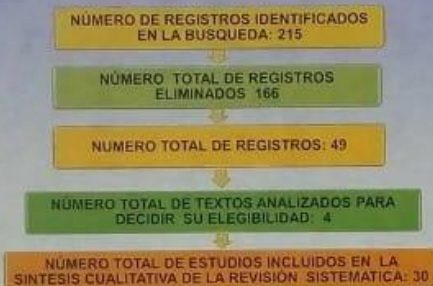 NÚMERO DE REGISTROS IDENTIFICADOS
EN LA BUSQUEDA: 215
NÚMERO TOTAL DE REGISTROS
ELIMINADOS 166
NUMERO TOTAL DE REGISTROS: 49
NÚMERO TOTAL DE TEXTOS ANALIZADOS PARA
DECIDIR SU ELEGIBILIDAD: 4
NÚMERO TOTAL DE ESTUDIOS INCLUIDOS EN LA
SINTESIS CUALITATIVA DE LA REVISIÓN SISTEMATICA: 30